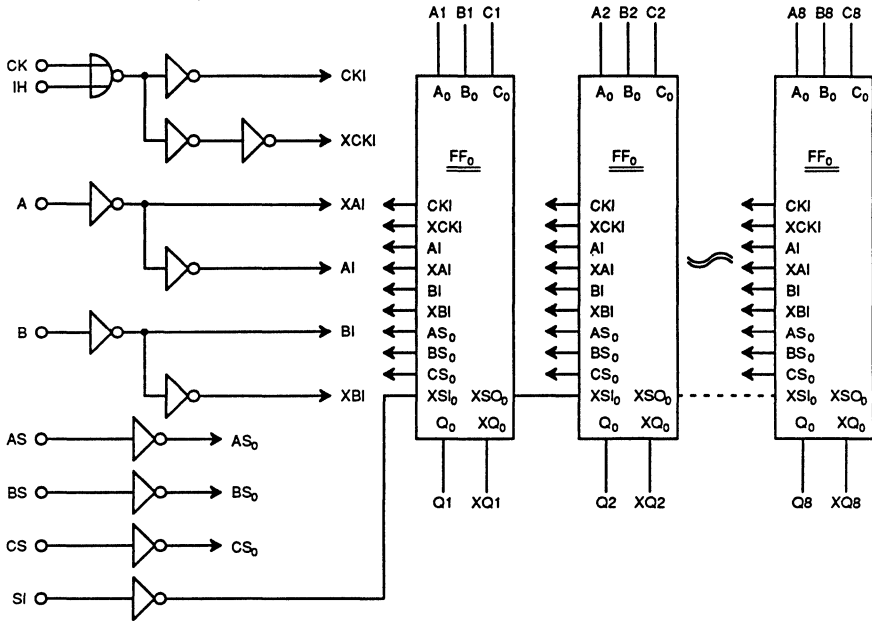 A1 B1 C1 A2 B2 C2 A8 B8 C8
CK
IH
CKI
XCKI
A
XAI
AI
B
BI
XBI
AS
AS₀
BS
BS₀
CS
CS₀
SI
A₀ B₀ C₀
FF₀
CKI
XCKI
AI
XAI
BI
XBI
AS₀
BS₀
CS₀
XSI₀ XSO₀
Q₀ XQ₀
Q1 XQ1
A₀ B₀ C₀
FF₀
CKI
XCKI
AI
XAI
BI
XBI
AS₀
BS₀
CS₀
XSI₀ XSO₀
Q₀ XQ₀
Q2 XQ2
A₀ B₀ C₀
FF₀
CKI
XCKI
AI
XAI
BI
XBI
AS₀
BS₀
CS₀
XSI₀ XSO₀
Q₀ XQ₀
Q8 XQ8